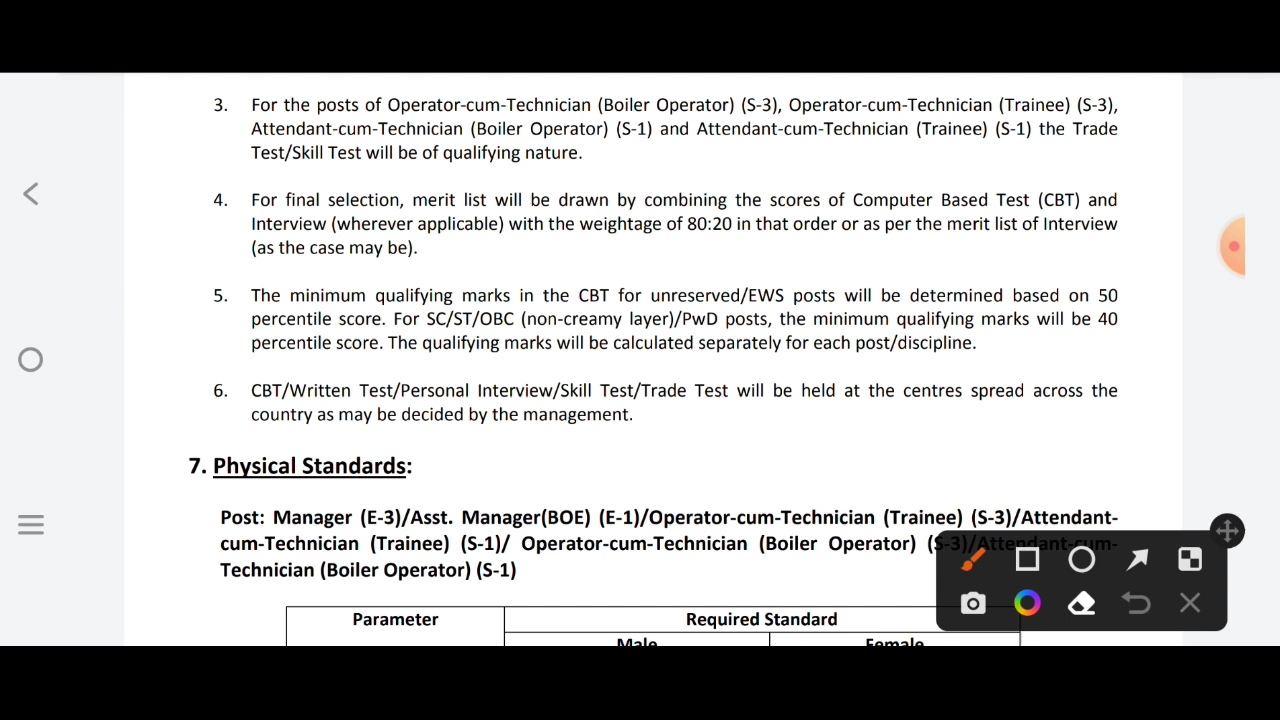 3. For the posts of Operator-cum-Technician (Boiler Operator) (S-3), Operator-cum-Technician (Trainee) (S-3),
Attendant-cum-Technician (Boiler Operator) (S-1) and Attendant-cum-Technician (Trainee) (S-1) the Trade
Test/Skill Test will be of qualifying nature.
4. For final selection, merit list will be drawn by combining the scores of Computer Based Test (CBT) and
Interview (wherever applicable) with the weightage of 80:20 in that order or as per the merit list of Interview
(as the case may be).
5. The minimum qualifying marks in the CBT for unreserved/EWS posts will be determined based on 50
percentile score. For SC/ST/OBC (non-creamy layer)/PwD posts, the minimum qualifying marks will be 40
percentile score. The qualifying marks will be calculated separately for each post/discipline.
6. CBT/Written Test/Personal Interview/Skill Test/Trade Test will be held at the centres spread across the
country as may be decided by the management.
7. Physical Standards:
Post: Manager (E-3)/Asst. Manager(BOE) (E-1)/Operator-cum-Technician (Trainee) (S-3)/Attendant-
cum-Technician (Trainee) (S-1)/ Operator-cum-Technician (Boiler Operator) (S-3)/Attendant-cum-
Technician (Boiler Operator) (S-1)
Parameter Required Standard
Male Female